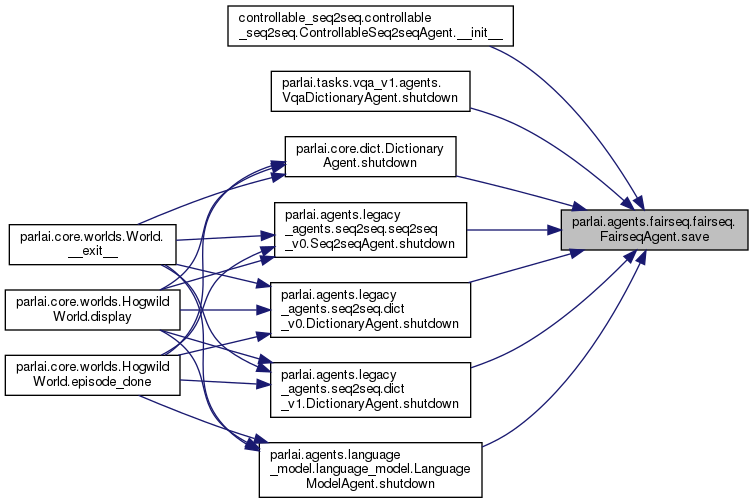 controllable_seq2seq.controllable
_seq2seq.ControllableSeq2seqAgent.__init__
parlai.tasks.vqa_v1.agents.
VqaDictionaryAgent.shutdown
parlai.core.dict.Dictionary
Agent.shutdown
parlai.agents.legacy
_agents.seq2seq.seq2seq
_v0.Seq2seqAgent.shutdown
parlai.agents.fairseq.fairseq.
FairseqAgent.save
parlai.core.worlds.World.
__exit__
parlai.core.worlds.Hogwild
World.display
parlai.agents.legacy
_agents.seq2seq.dict
_v0.DictionaryAgent.shutdown
parlai.core.worlds.Hogwild
World.episode_done
parlai.agents.legacy
_agents.seq2seq.dict
_v1.DictionaryAgent.shutdown
parlai.agents.language
_model.language_model.Language
ModelAgent.shutdown